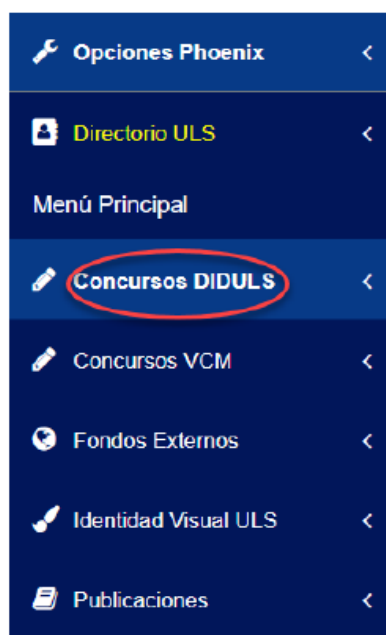 Opciones Phoenix
Directorio ULS
Menú Principal
Concursos DIDULS
Concursos VCM
Fondos Externos
Identidad Visual ULS
Publicaciones